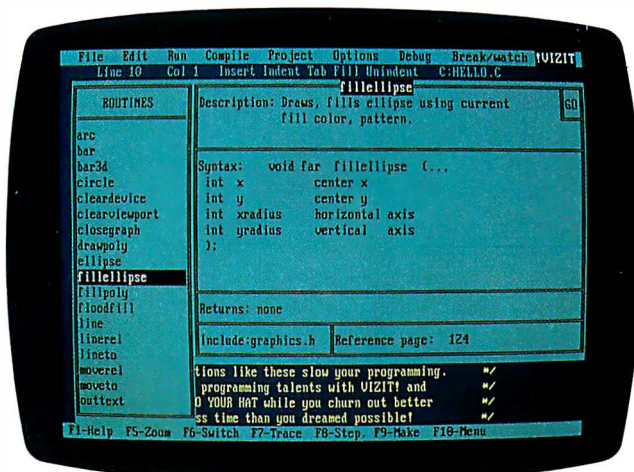 File Edit Run Compile Project Options Debug Break/watch !VIZIT
Line 10 Col 1 Insert Indent Tab Fill Unindent C:HELLO.C
ROUTINES
arc
bar
bar3d
circle
cleardevice
clearviewport
closegraph
drawpoly
ellipse
fillellipse
fillpoly
floodfill
line
linerel
lineto
moverel
moveto
outtext
fillellipse
Description: Draws, fills ellipse using current
fill color, pattern.
GO
Syntax: void far fillellipse (...
int x center x
int y center y
int xradius horizontal axis
int yradius vertical axis
);
Returns: none
Include:graphics.h Reference page: 124
tions like these slow your programming. */
programming talents with VIZIT! and */
O YOUR HAT while you churn out better */
ss time than you dreamed possible! */
F1-Help F5-Zoom F6-Switch F7-Trace F8-Step F9-Make F10-Menu